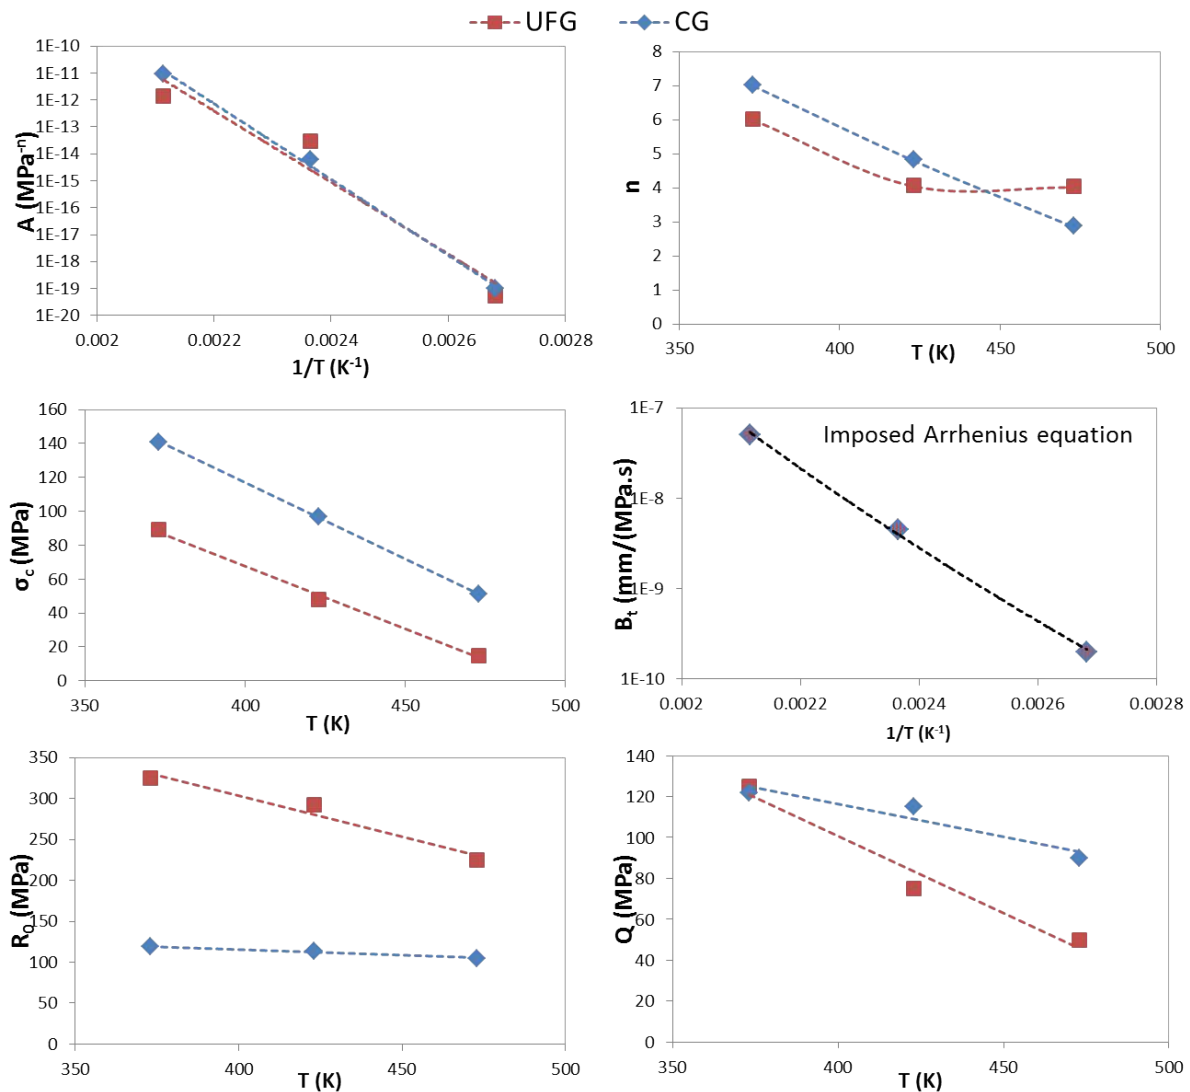 UFG CG
1E-10
1E-11
1E-12
1E-13
1E-14
1E-15
1E-16
1E-17
1E-18
1E-19
1E-20
A (MPa⁻ⁿ)
0.002 0.0022 0.0024 0.0026 0.0028
1/T (K⁻¹)
8
7
6
5
4
3
2
1
0
n
350 400 450 500
T (K)
160
140
120
100
80
60
40
20
0
σc (MPa)
350 400 450 500
T (K)
Imposed Arrhenius equation
1E-7
1E-8
1E-9
1E-10
Bt (mm/(MPa.s)
0.002 0.0022 0.0024 0.0026 0.0028
1/T (K⁻¹)
350
300
250
200
150
100
50
0
RQ (MPa)
350 400 450 500
T (K)
140
120
100
80
60
40
20
0
Q (MPa)
350 400 450 500
T (K)